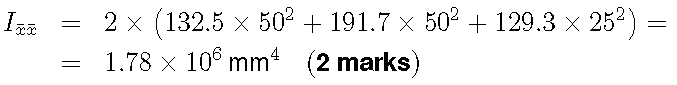 I_{x̄x̄} = 2 × (132.5 × 50² + 191.7 × 50² + 129.3 × 25²) =
= 1.78 × 10⁶ mm⁴ (2 marks)